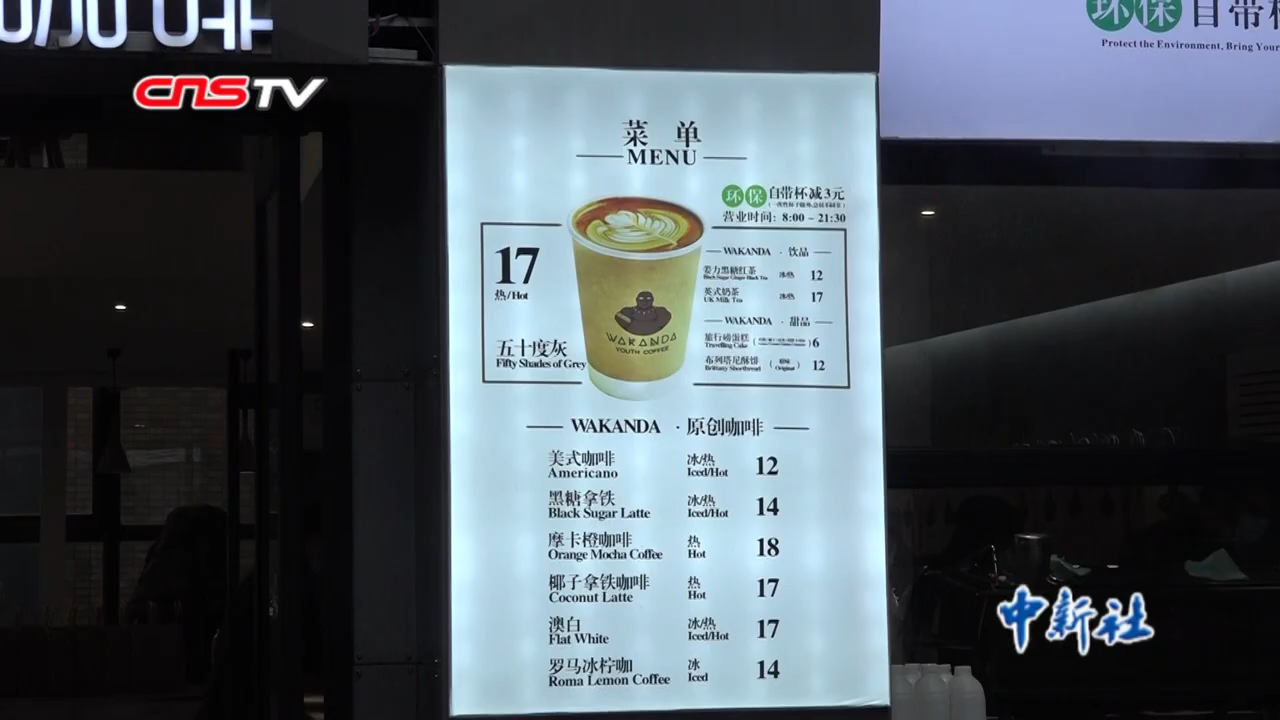 咖啡
CNSTV
环保 自带杯
Protect the Environment, Bring Your
菜单
MENU
环保 自带杯减3元
营业时间: 8:00 – 21:30
17
热/Hot
五十度灰
Fifty Shades of Grey
WAKANDA
YOUTH COFFEE
WAKANDA · 饮品
姜力黑糖红茶 冰/热 12
Black Sugar Ginger Black Tea
英式奶茶 冰/热 17
UK Milk Tea
WAKANDA · 甜品
旅行磅蛋糕 6
Travelling Cake
布列塔尼酥饼 (原味 Original) 12
Brittany Shortbread
WAKANDA · 原创咖啡
美式咖啡 冰/热 12
Americano Iced/Hot
黑糖拿铁 冰/热 14
Black Sugar Latte Iced/Hot
摩卡橙咖啡 热 18
Orange Mocha Coffee Hot
椰子拿铁咖啡 热 17
Coconut Latte Hot
澳白 冰/热 17
Flat White Iced/Hot
罗马冰柠咖 冰 14
Roma Lemon Coffee Iced
中新社